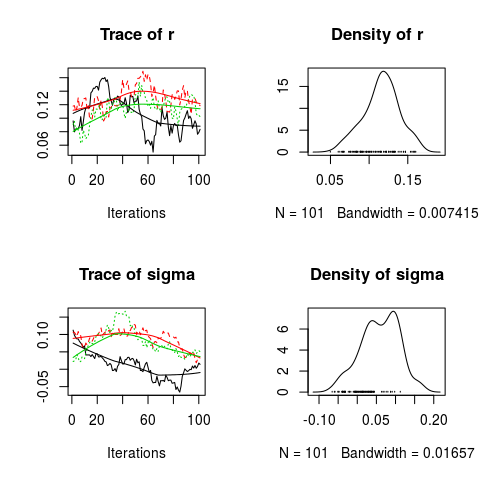 Trace of r
Density of r
0.06 0.12
0 20 60 100
Iterations
0 5 15
0.05 0.15
N = 101 Bandwidth = 0.007415
Trace of sigma
Density of sigma
-0.05 0.10
0 20 60 100
Iterations
0 2 4 6
-0.10 0.05 0.20
N = 101 Bandwidth = 0.01657